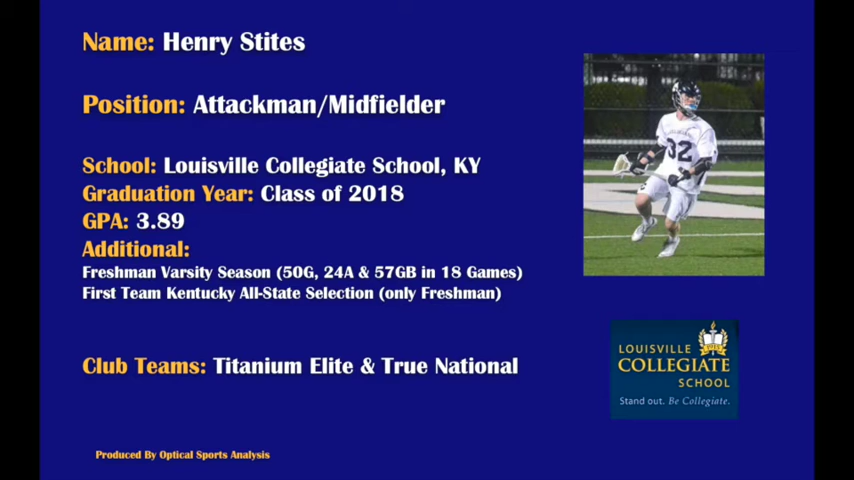 Name: Henry Stites
Position: Attackman/Midfielder
School: Louisville Collegiate School, KY
Graduation Year: Class of 2018
GPA: 3.89
Additional:
Freshman Varsity Season (50G, 24A & 57GB in 18 Games)
First Team Kentucky All-State Selection (only Freshman)
Club Teams: Titanium Elite & True National
Produced By Optical Sports Analysis
32
LOUISVILLE
COLLEGIATE
SCHOOL
Stand out. Be Collegiate.